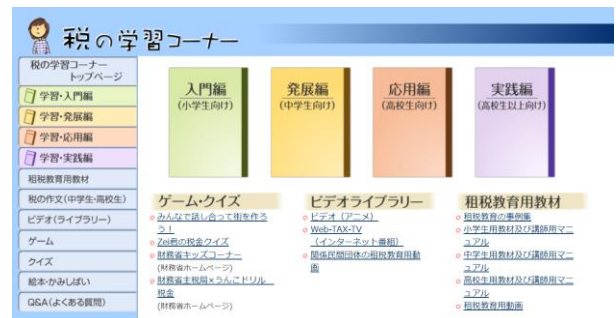 税の学習コーナー
税の学習コーナー
トップページ
学習・入門編
学習・発展編
学習・応用編
学習・実践編
租税教育用教材
税の作文(中学生・高校生)
ビデオ(ライブラリー)
ゲーム
クイズ
絵本・かみしばい
Q&A(よくある質問)
入門編
(小学生向け)
発展編
(中学生向け)
応用編
(高校生向け)
実践編
(高校生以上向け)
ゲーム・クイズ
みんなで話し合って街を作ろ
う!
Zei君の税金クイズ
財務省キッズコーナー
(財務省ホームページ)
財務省主税局×うんこドリル
税金
(財務省ホームページ)
ビデオライブラリー
ビデオ(アニメ)
Web-TAX-TV
(インターネット番組)
関係民間団体の租税教育用動
画
租税教育用教材
租税教育の事例集
小学生用教材及び講師用マニ
ュアル
中学生用教材及び講師用マニ
ュアル
高校生用教材及び講師用マニ
ュアル
租税教育用動画